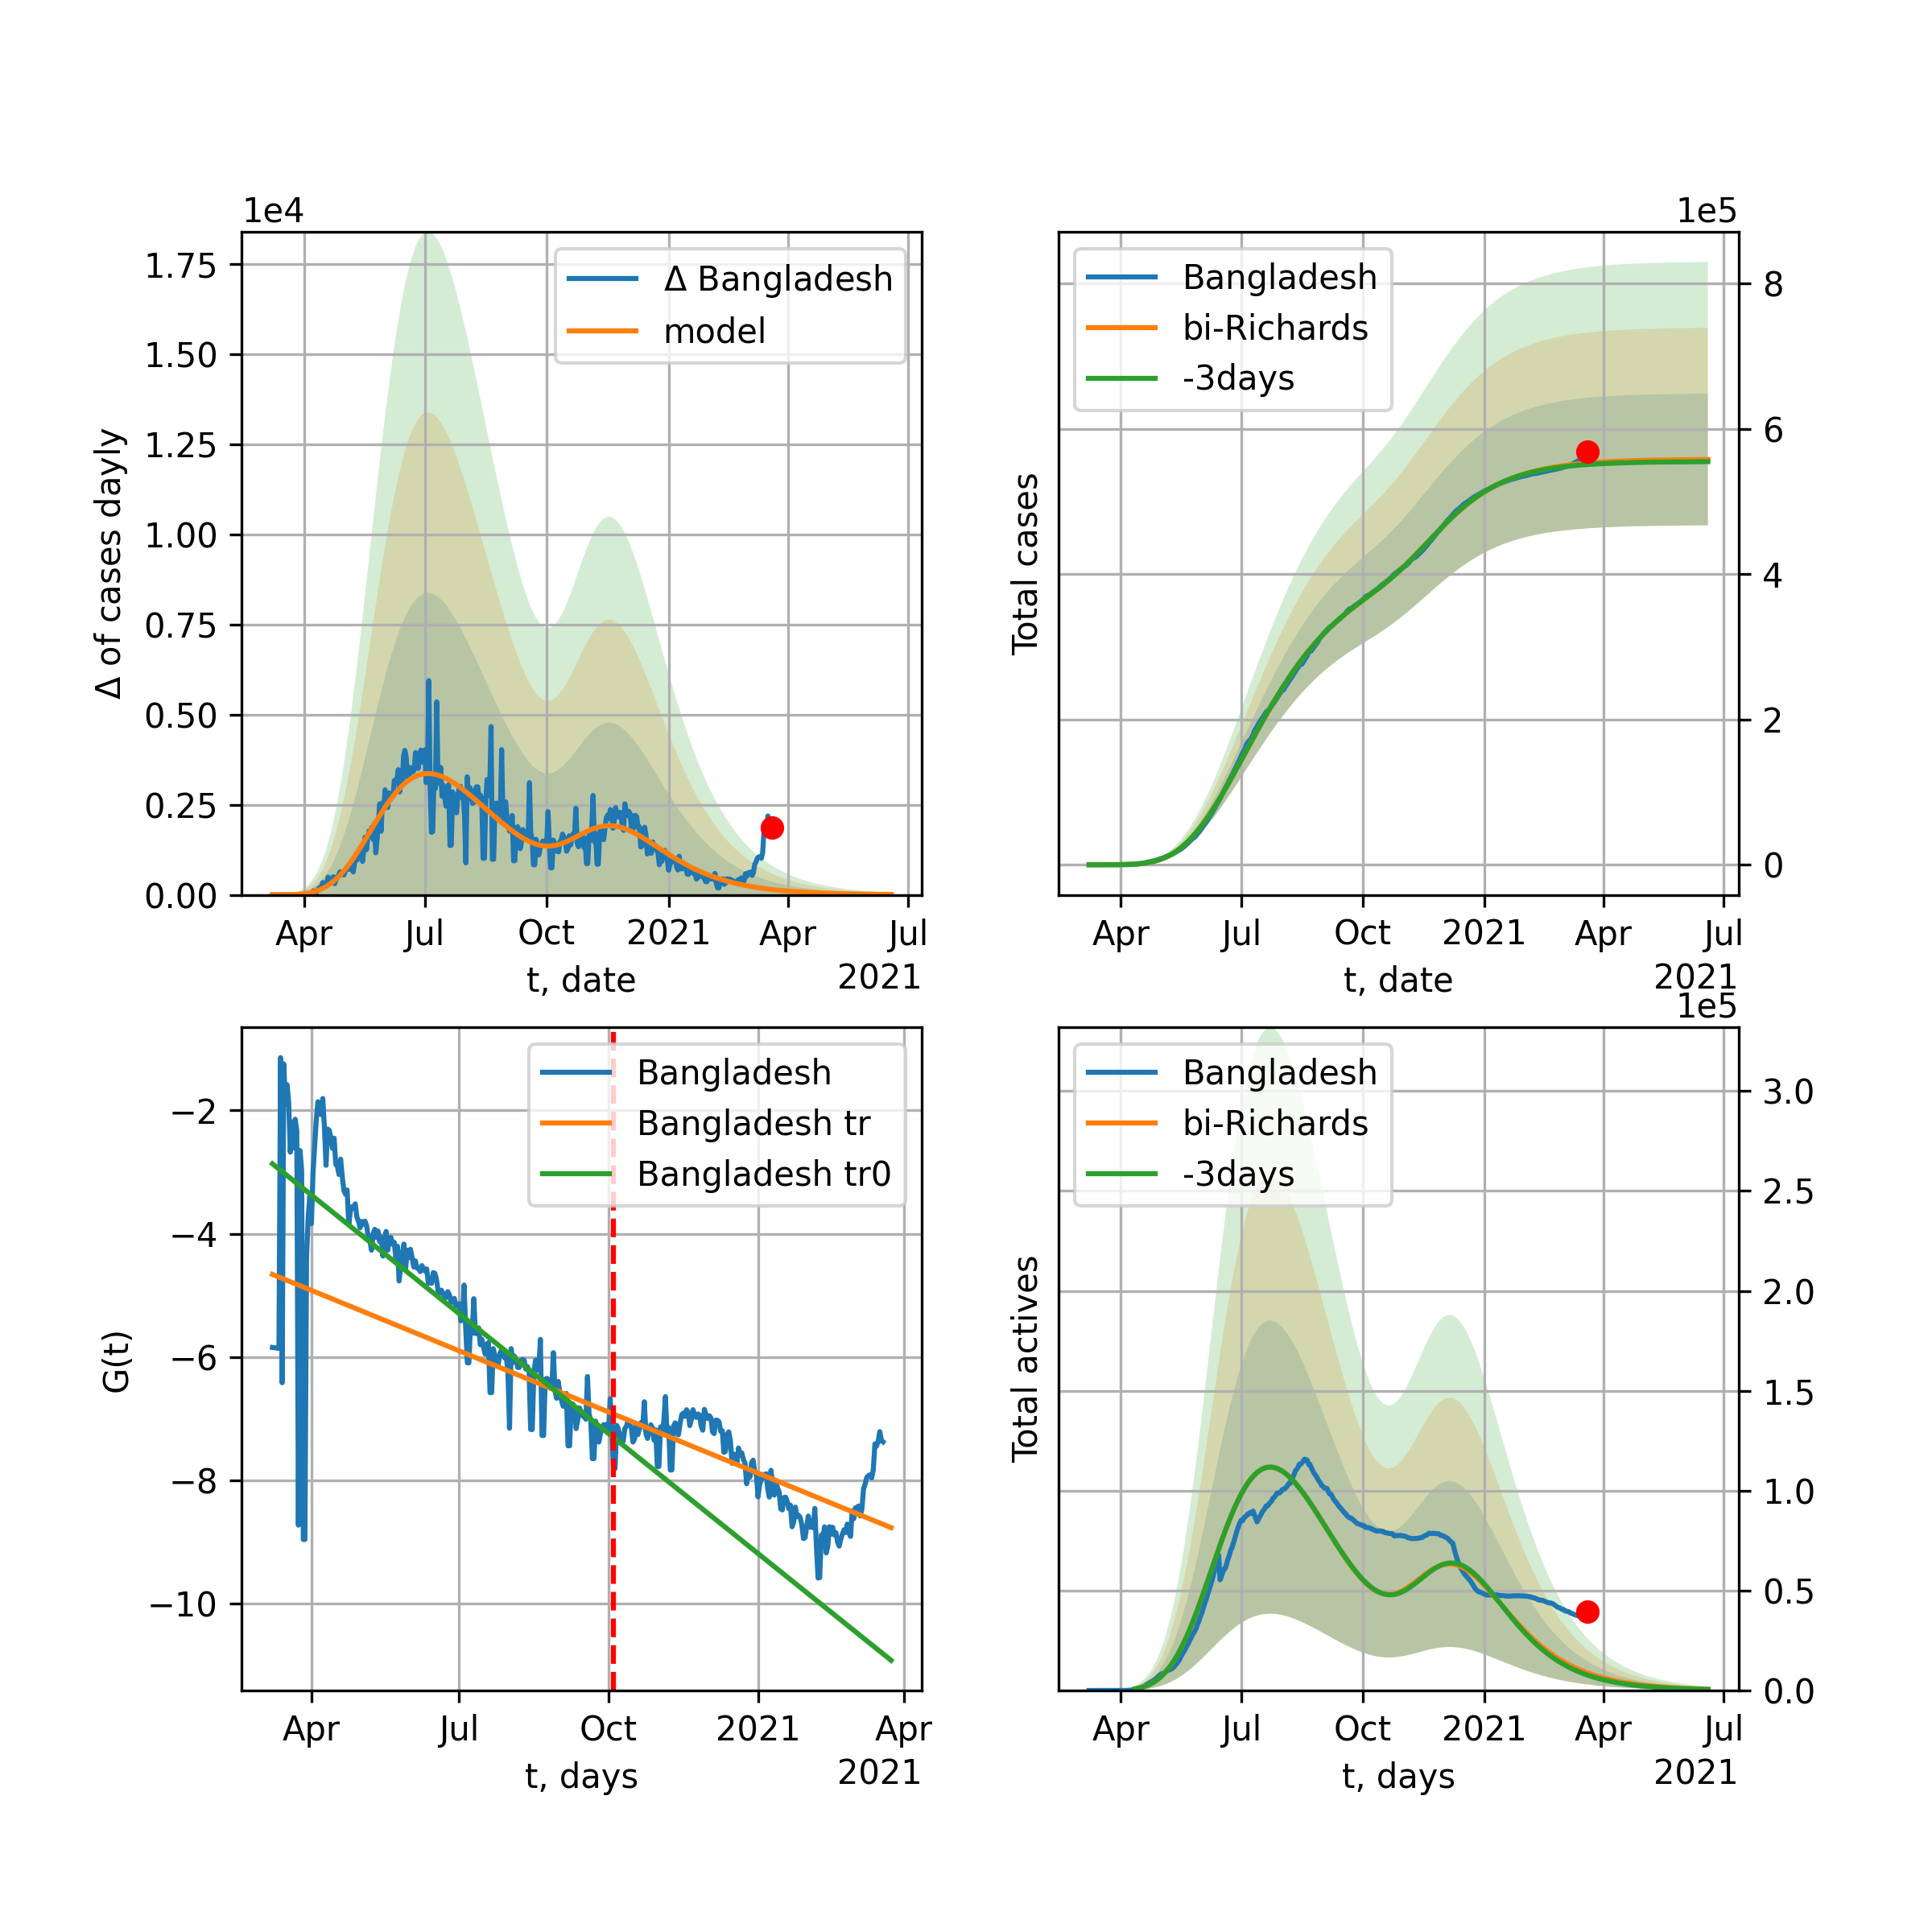 1e4
Δ of cases dayly
1.75
1.50
1.25
1.00
0.75
0.50
0.25
0.00
Δ Bangladesh
model
Apr Jul Oct 2021 Apr Jul
t, date
2021
1e5
Total cases
Bangladesh
bi-Richards
-3days
8
6
4
2
0
Apr Jul Oct 2021 Apr Jul
t, date
2021
G(t)
−2
−4
−6
−8
−10
Bangladesh
Bangladesh tr
Bangladesh tr0
Apr Jul Oct 2021 Apr
t, days
2021
1e5
Total actives
Bangladesh
bi-Richards
-3days
3.0
2.5
2.0
1.5
1.0
0.5
0.0
Apr Jul Oct 2021 Apr Jul
t, days
2021